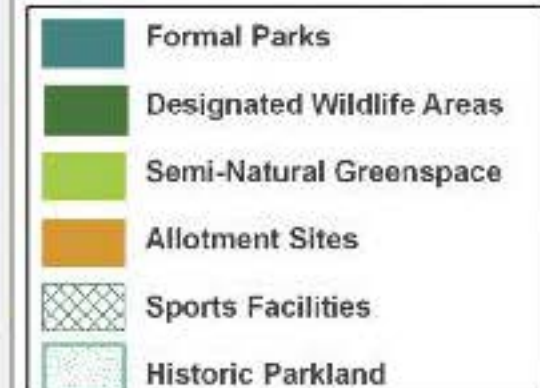 Formal Parks
Designated Wildlife Areas
Semi-Natural Greenspace
Allotment Sites
Sports Facilities
Historic Parkland